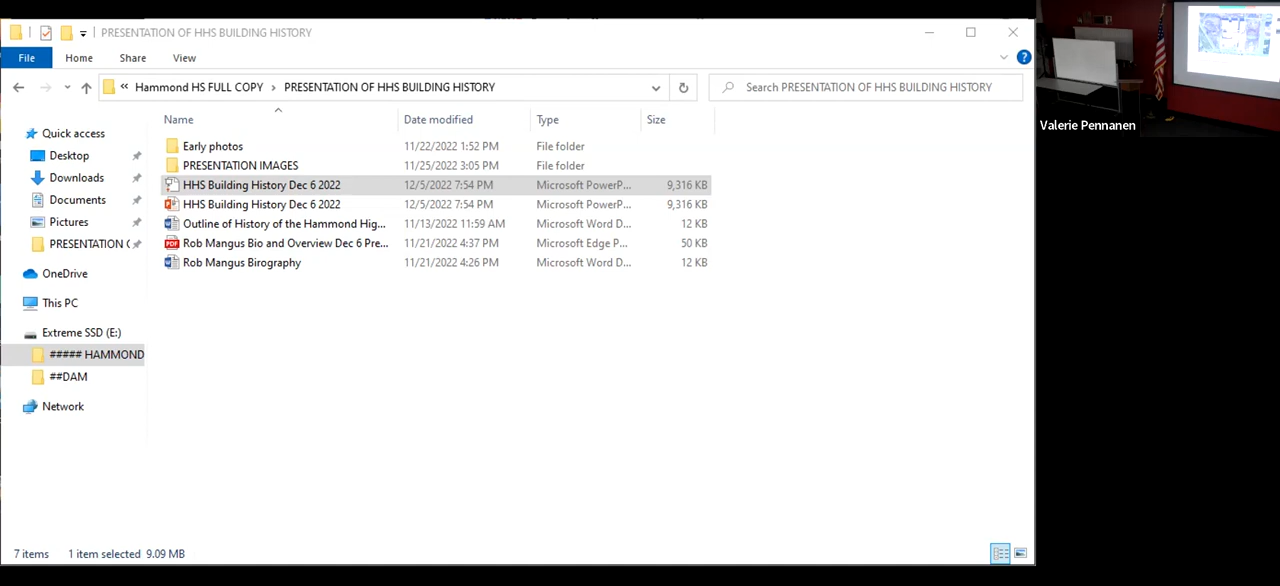 PRESENTATION OF HHS BUILDING HISTORY
File Home Share View
Hammond HS FULL COPY › PRESENTATION OF HHS BUILDING HISTORY
Search PRESENTATION OF HHS BUILDING HISTORY
Name Date modified Type Size
Quick access
Desktop
Downloads
Documents
Pictures
PRESENTATION (
OneDrive
This PC
Extreme SSD (E:)
##### HAMMOND
##DAM
Network
Early photos 11/22/2022 1:52 PM File folder
PRESENTATION IMAGES 11/25/2022 3:05 PM File folder
HHS Building History Dec 6 2022 12/5/2022 7:54 PM Microsoft PowerP... 9,316 KB
HHS Building History Dec 6 2022 12/5/2022 7:54 PM Microsoft PowerP... 9,316 KB
Outline of History of the Hammond Hig... 11/13/2022 11:59 AM Microsoft Word D... 12 KB
Rob Mangus Bio and Overview Dec 6 Pre... 11/21/2022 4:37 PM Microsoft Edge P... 50 KB
Rob Mangus Birography 11/21/2022 4:26 PM Microsoft Word D... 12 KB
7 items 1 item selected 9.09 MB
Valerie Pennanen